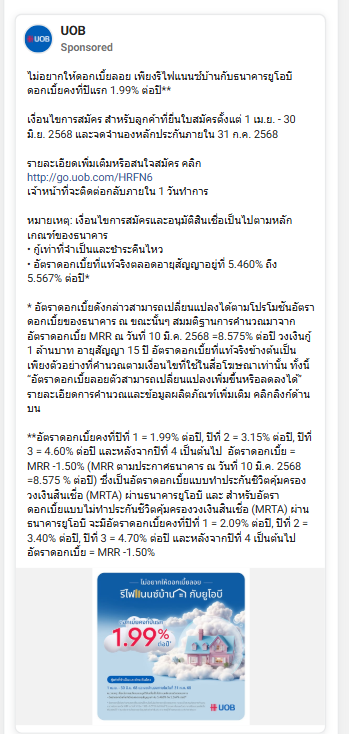 UOB
UOB
Sponsored
ไม่อยากให้ดอกเบี้ยลอย เพียงรีไฟแนนซ์บ้านกับธนาคารยูโอบี
ดอกเบี้ยคงที่ปีแรก 1.99% ต่อปี**
เงื่อนไขการสมัคร สำหรับลูกค้าที่ยื่นใบสมัครตั้งแต่ 1 เม.ย. - 30
มิ.ย. 2568 และจดจำนองหลักประกันภายใน 31 ก.ค. 2568
รายละเอียดเพิ่มเติมหรือสนใจสมัคร คลิก
http://go.uob.com/HRFN6
เจ้าหน้าที่จะติดต่อกลับภายใน 1 วันทำการ
หมายเหตุ: เงื่อนไขการสมัครและอนุมัติสินเชื่อเป็นไปตามหลัก
เกณฑ์ของธนาคาร
• กู้เท่าที่จำเป็นและชำระคืนไหว
• อัตราดอกเบี้ยที่แท้จริงตลอดอายุสัญญาอยู่ที่ 5.460% ถึง
5.567% ต่อปี*
* อัตราดอกเบี้ยดังกล่าวสามารถเปลี่ยนแปลงได้ตามโปรโมชันอัตรา
ดอกเบี้ยของธนาคาร ณ ขณะนั้นๆ สมมติฐานการคำนวณมาจาก
อัตราดอกเบี้ย MRR ณ วันที่ 10 มี.ค. 2568 =8.575% ต่อปี วงเงินกู้
1 ล้านบาท อายุสัญญา 15 ปี อัตราดอกเบี้ยที่แท้จริงข้างต้นเป็น
เพียงตัวอย่างที่คำนวณตามเงื่อนไขที่ใช้ในสื่อโฆษณาเท่านั้น ทั้งนี้
"อัตราดอกเบี้ยลอยตัวสามารถเปลี่ยนแปลงเพิ่มขึ้นหรือลดลงได้"
รายละเอียดการคำนวณและข้อมูลผลิตภัณฑ์เพิ่มเติม คลิกลิงก์ด้าน
บน
**อัตราดอกเบี้ยคงที่ปีที่ 1 = 1.99% ต่อปี, ปีที่ 2 = 3.15% ต่อปี, ปีที่
3 = 4.60% ต่อปี และหลังจากปีที่ 4 เป็นต้นไป อัตราดอกเบี้ย =
MRR -1.50% (MRR ตามประกาศธนาคาร ณ วันที่ 10 มี.ค. 2568
=8.575 % ต่อปี) ซึ่งเป็นอัตราดอกเบี้ยแบบทำประกันชีวิตคุ้มครอง
วงเงินสินเชื่อ (MRTA) ผ่านธนาคารยูโอบี และ สำหรับอัตรา
ดอกเบี้ยแบบไม่ทำประกันชีวิตคุ้มครองวงเงินสินเชื่อ (MRTA) ผ่าน
ธนาคารยูโอบี จะมีอัตราดอกเบี้ยคงที่ปีที่ 1 = 2.09% ต่อปี, ปีที่ 2 =
3.40% ต่อปี, ปีที่ 3 = 4.70% ต่อปี และหลังจากปีที่ 4 เป็นต้นไป
อัตราดอกเบี้ย = MRR -1.50%
ไม่อยากให้ดอกเบี้ยลอย
รีไฟแนนซ์บ้าน กับยูโอบี
ดอกเบี้ยคงที่ปีแรก
1.99%
ต่อปี
UOB